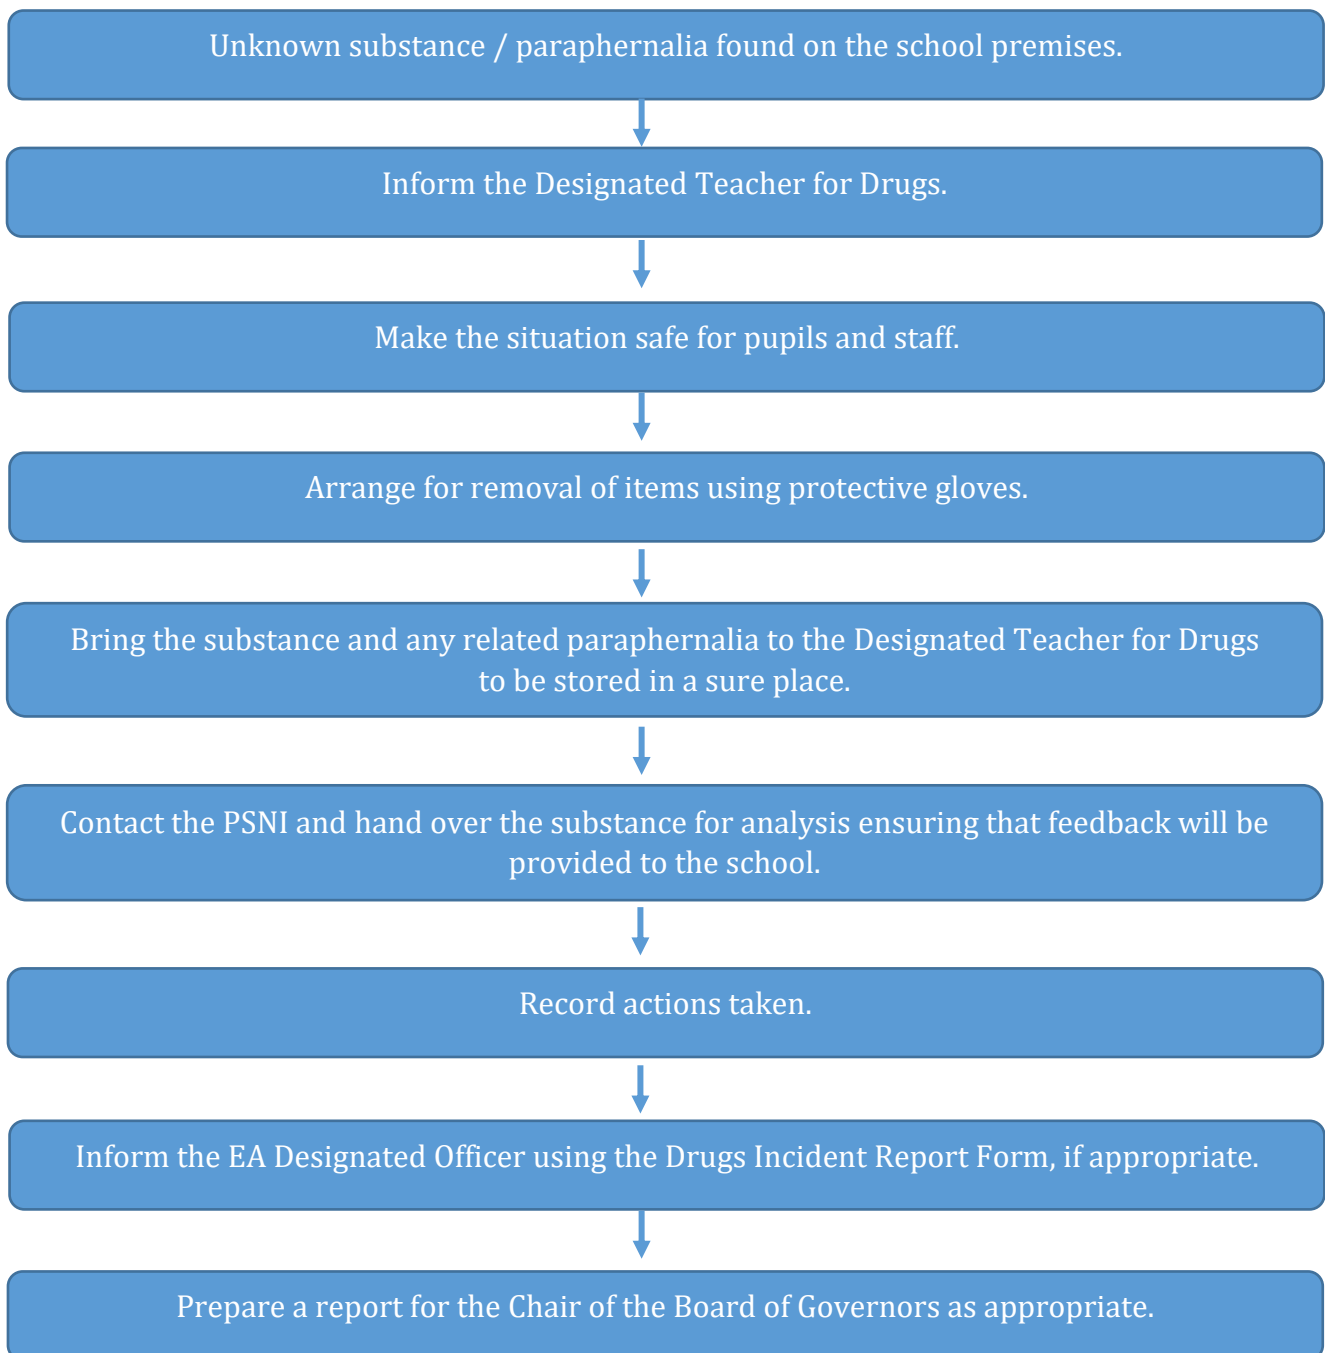 Unknown substance / paraphernalia found on the school premises.
Inform the Designated Teacher for Drugs.
Make the situation safe for pupils and staff.
Arrange for removal of items using protective gloves.
Bring the substance and any related paraphernalia to the Designated Teacher for Drugs
to be stored in a sure place.
Contact the PSNI and hand over the substance for analysis ensuring that feedback will be
provided to the school.
Record actions taken.
Inform the EA Designated Officer using the Drugs Incident Report Form, if appropriate.
Prepare a report for the Chair of the Board of Governors as appropriate.